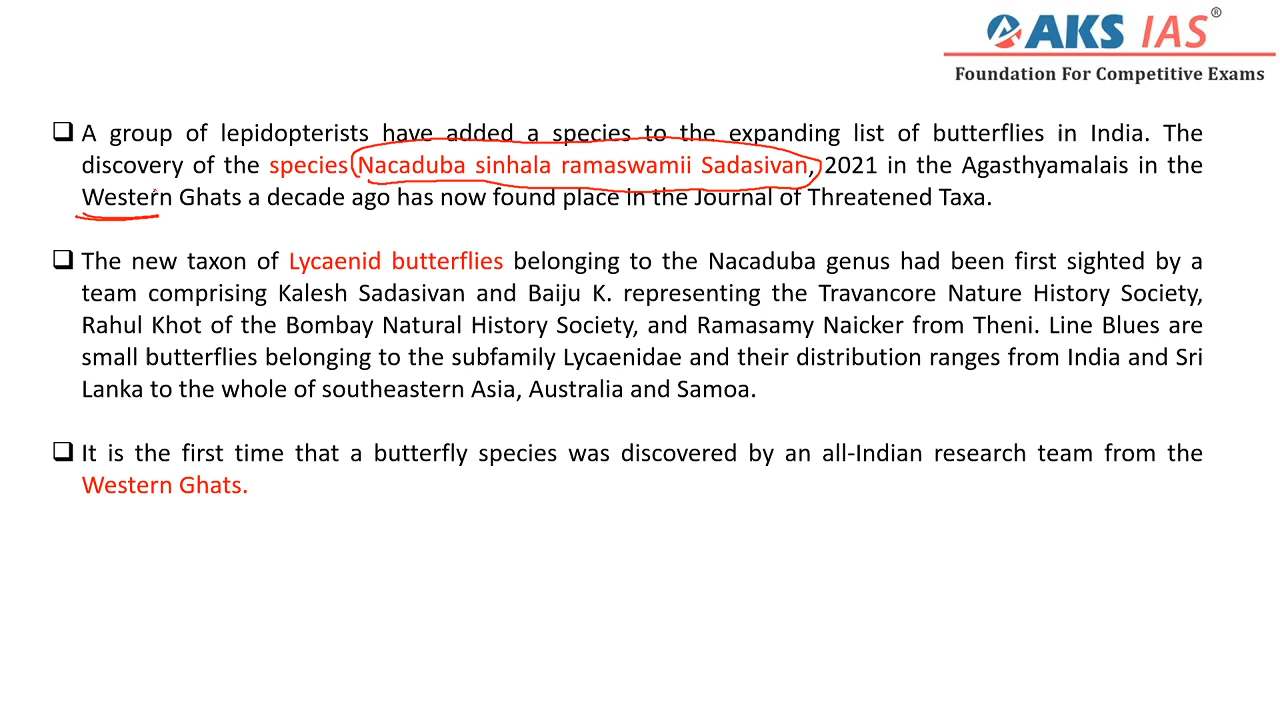 AKS IAS®
Foundation For Competitive Exams
A group of lepidopterists have added a species to the expanding list of butterflies in India. The
discovery of the species Nacaduba sinhala ramaswamii Sadasivan, 2021 in the Agasthyamalais in the
Western Ghats a decade ago has now found place in the Journal of Threatened Taxa.
The new taxon of Lycaenid butterflies belonging to the Nacaduba genus had been first sighted by a
team comprising Kalesh Sadasivan and Baiju K. representing the Travancore Nature History Society,
Rahul Khot of the Bombay Natural History Society, and Ramasamy Naicker from Theni. Line Blues are
small butterflies belonging to the subfamily Lycaenidae and their distribution ranges from India and Sri
Lanka to the whole of southeastern Asia, Australia and Samoa.
It is the first time that a butterfly species was discovered by an all-Indian research team from the
Western Ghats.